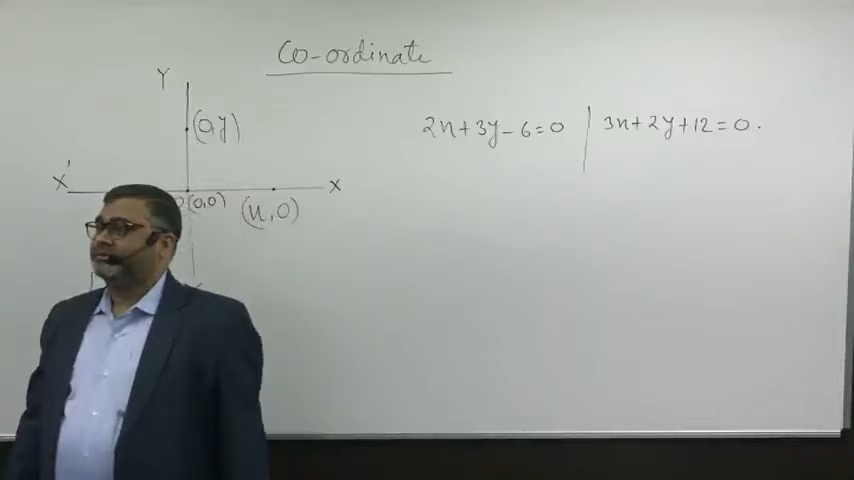 Co-ordinate
Y
(0,y)
2x+3y-6=0 | 3x+2y+12=0.
X' X
O(0,0) (x,0)